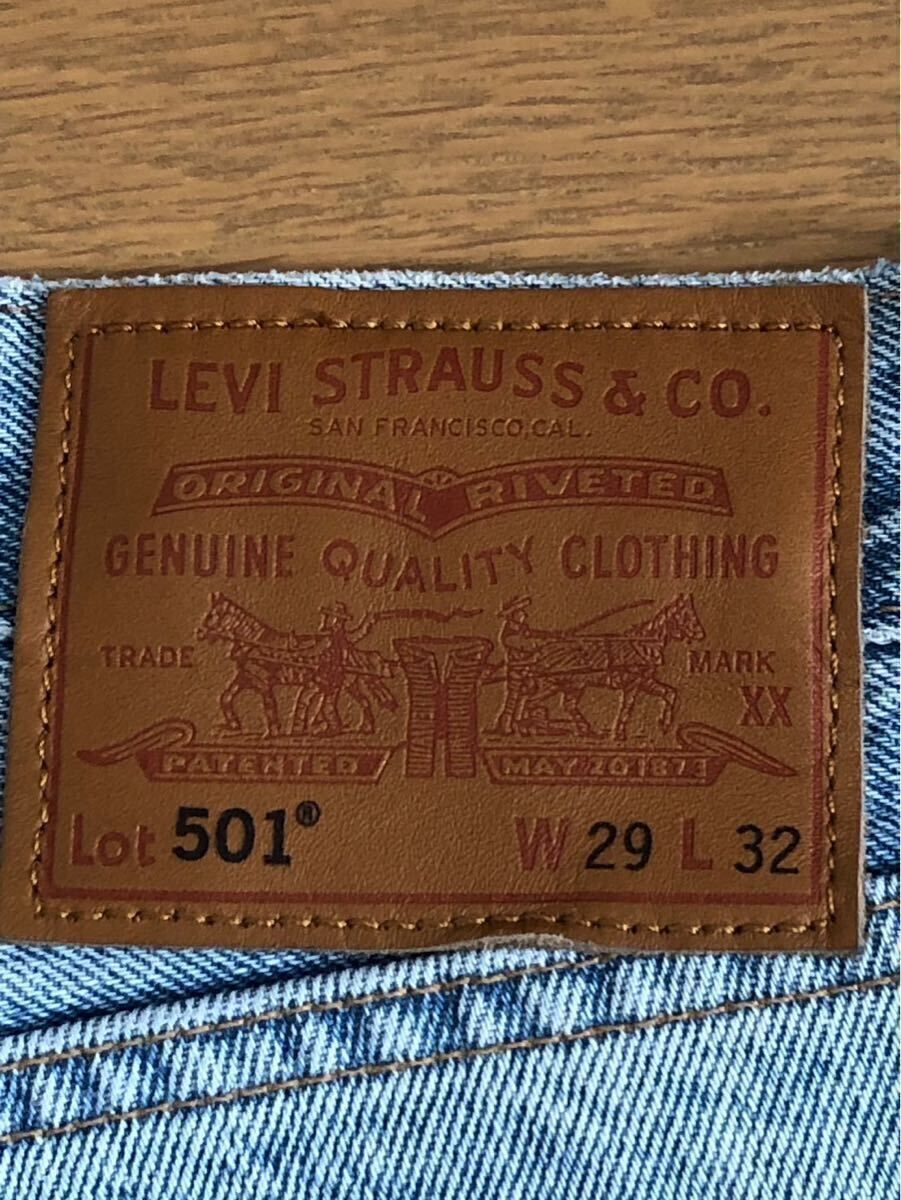 LEVI STRAUSS & CO.
SAN FRANCISCO, CAL.
ORIGINAL RIVETED
GENUINE QUALITY CLOTHING
TRADE MARK
XX
PATENTED MAY 20 1873
Lot 501® W 29 L 32